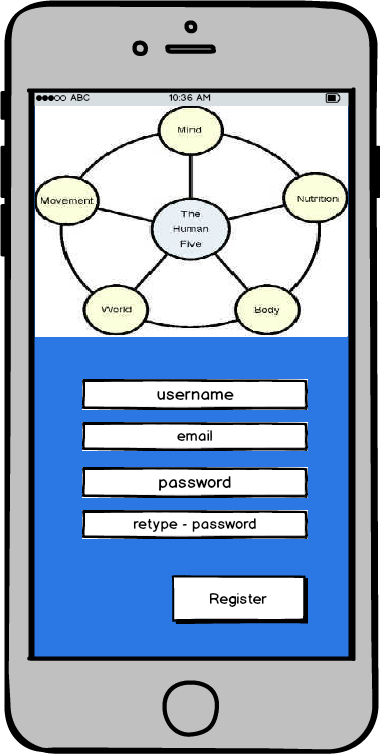 ABC 10:36 AM
Mind
Movement
Nutrition
The
Human
Five
World
Body
username
email
password
retype - password
Register